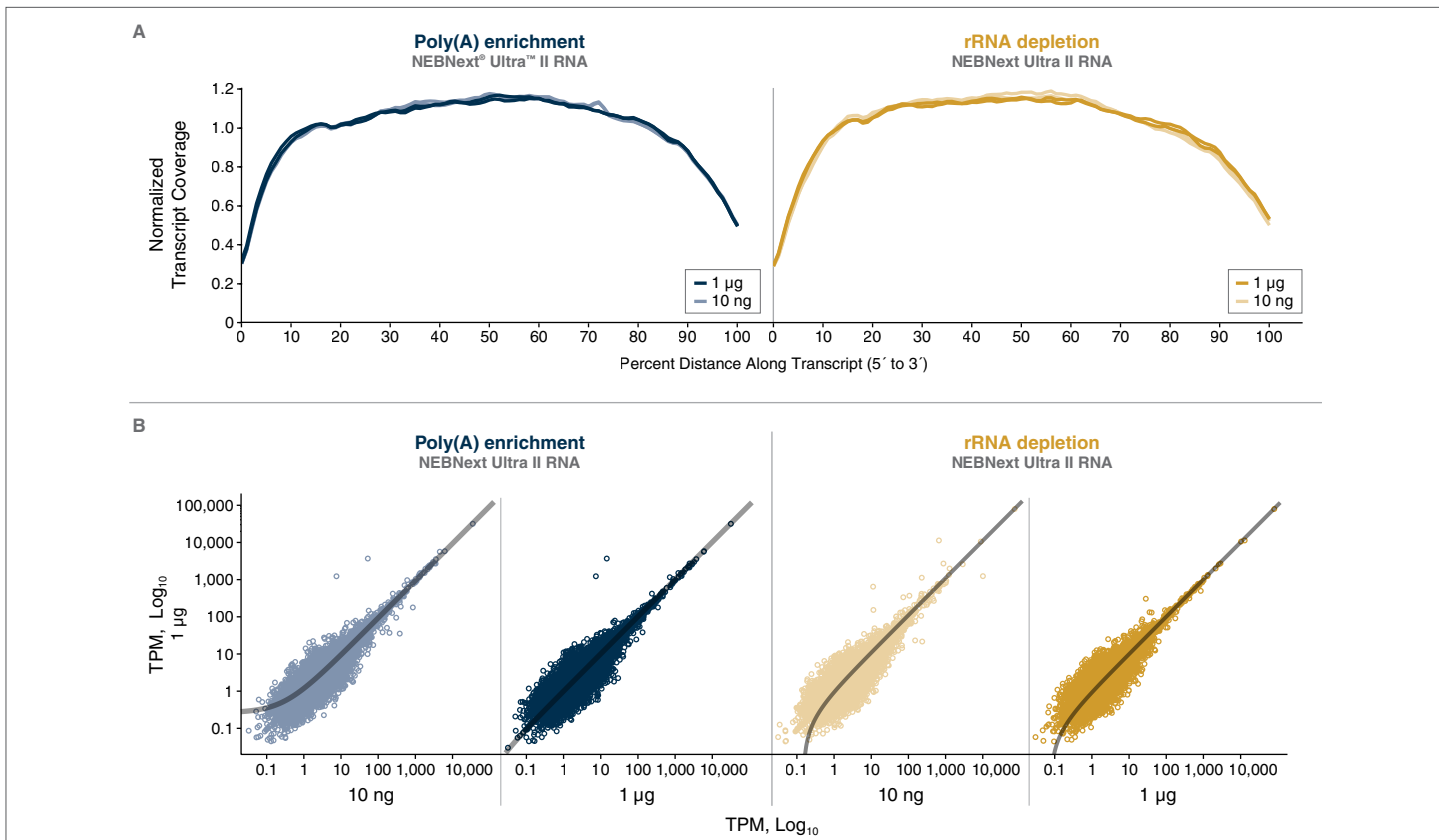 A
Poly(A) enrichment
NEBNext® Ultra™ II RNA
rRNA depletion
NEBNext Ultra II RNA
Normalized
Transcript Coverage
1.2
1.0
0.8
0.6
0.4
0.2
0
1 µg
10 ng
1 µg
10 ng
0 10 20 30 40 50 60 70 80 90 100
0 10 20 30 40 50 60 70 80 90 100
Percent Distance Along Transcript (5´ to 3´)
B
Poly(A) enrichment
NEBNext Ultra II RNA
rRNA depletion
NEBNext Ultra II RNA
TPM, Log₁₀
1 µg
100,000
10,000
1,000
100
10
1
0.1
0.1 1 10 100 1,000 10,000
0.1 1 10 100 1,000 10,000
0.1 1 10 100 1,000 10,000
0.1 1 10 100 1,000 10,000
10 ng
1 µg
10 ng
1 µg
TPM, Log₁₀